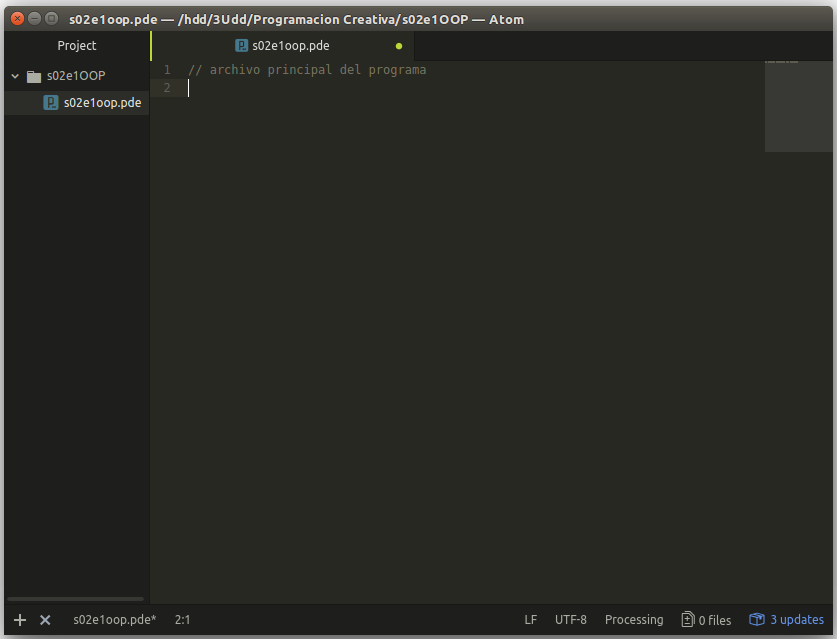 s02e1oop.pde — /hdd/3Udd/Programacion Creativa/s02e1OOP — Atom
Project
s02e1oop.pde
s02e1OOP
s02e1oop.pde
1 // archivo principal del programa
2
s02e1oop.pde* 2:1 LF UTF-8 Processing 0 files 3 updates